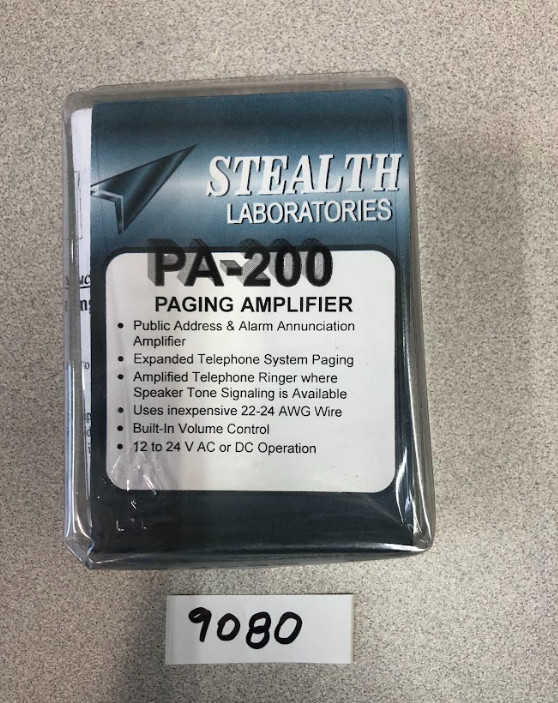 STEALTH
LABORATORIES
PA-200
PAGING AMPLIFIER
• Public Address & Alarm Annunciation
Amplifier
• Expanded Telephone System Paging
• Amplified Telephone Ringer where
Speaker Tone Signaling is Available
• Uses inexpensive 22-24 AWG Wire
• Built-In Volume Control
• 12 to 24 V AC or DC Operation
9080